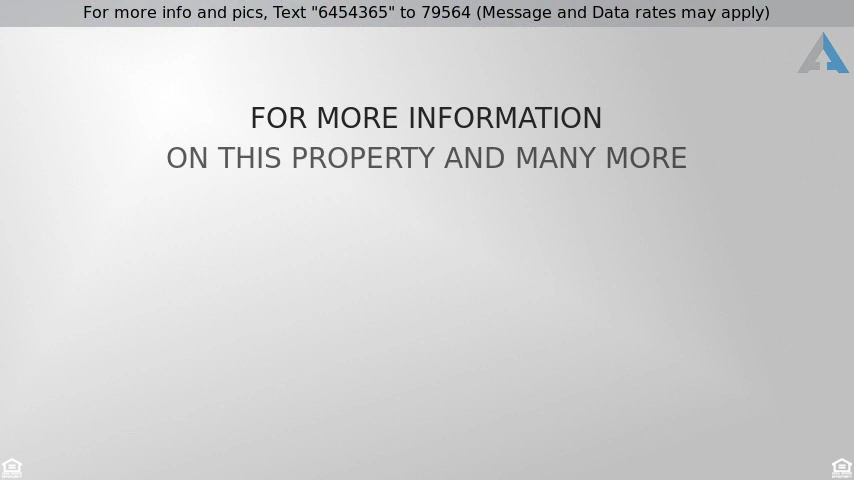 For more info and pics, Text "6454365" to 79564 (Message and Data rates may apply)
FOR MORE INFORMATION
ON THIS PROPERTY AND MANY MORE